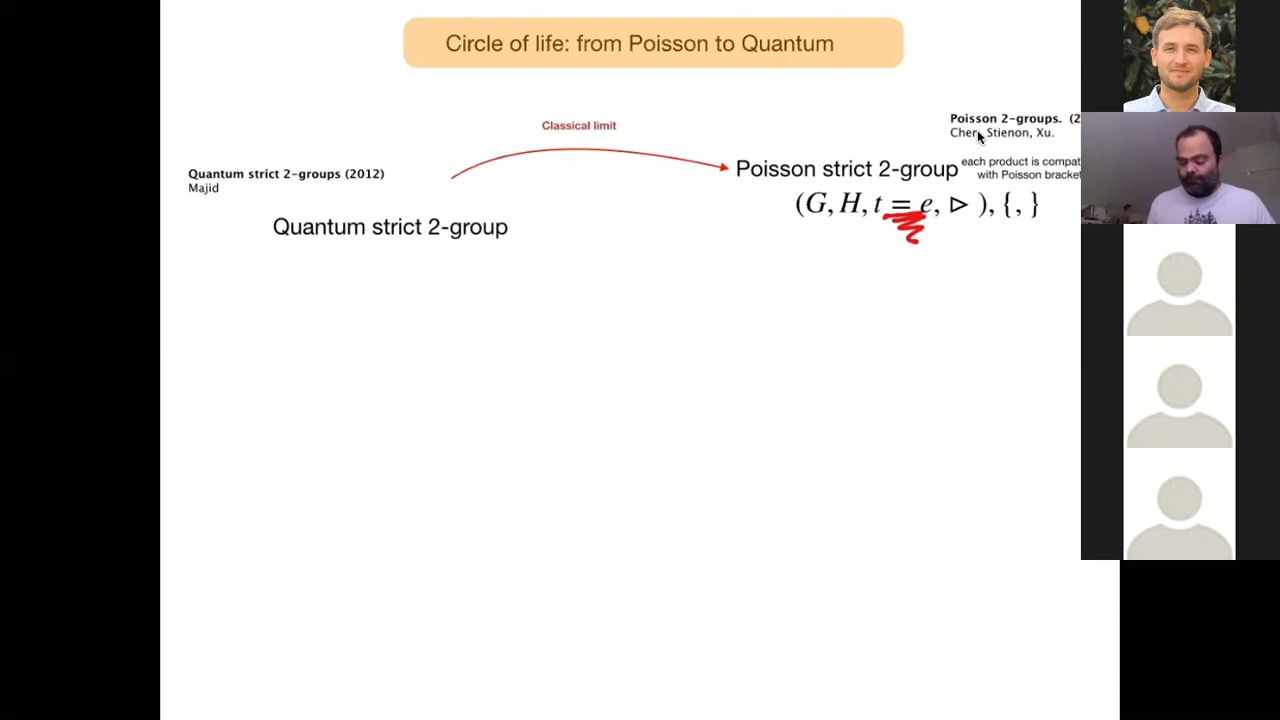 Circle of life: from Poisson to Quantum
Classical limit
Poisson 2-groups. (2
Chen, Stienon, Xu.
Quantum strict 2-groups (2012)
Majid
Poisson strict 2-group
each product is compat
with Poisson bracket
(G, H, t = e, ▷ ), { , }
Quantum strict 2-group